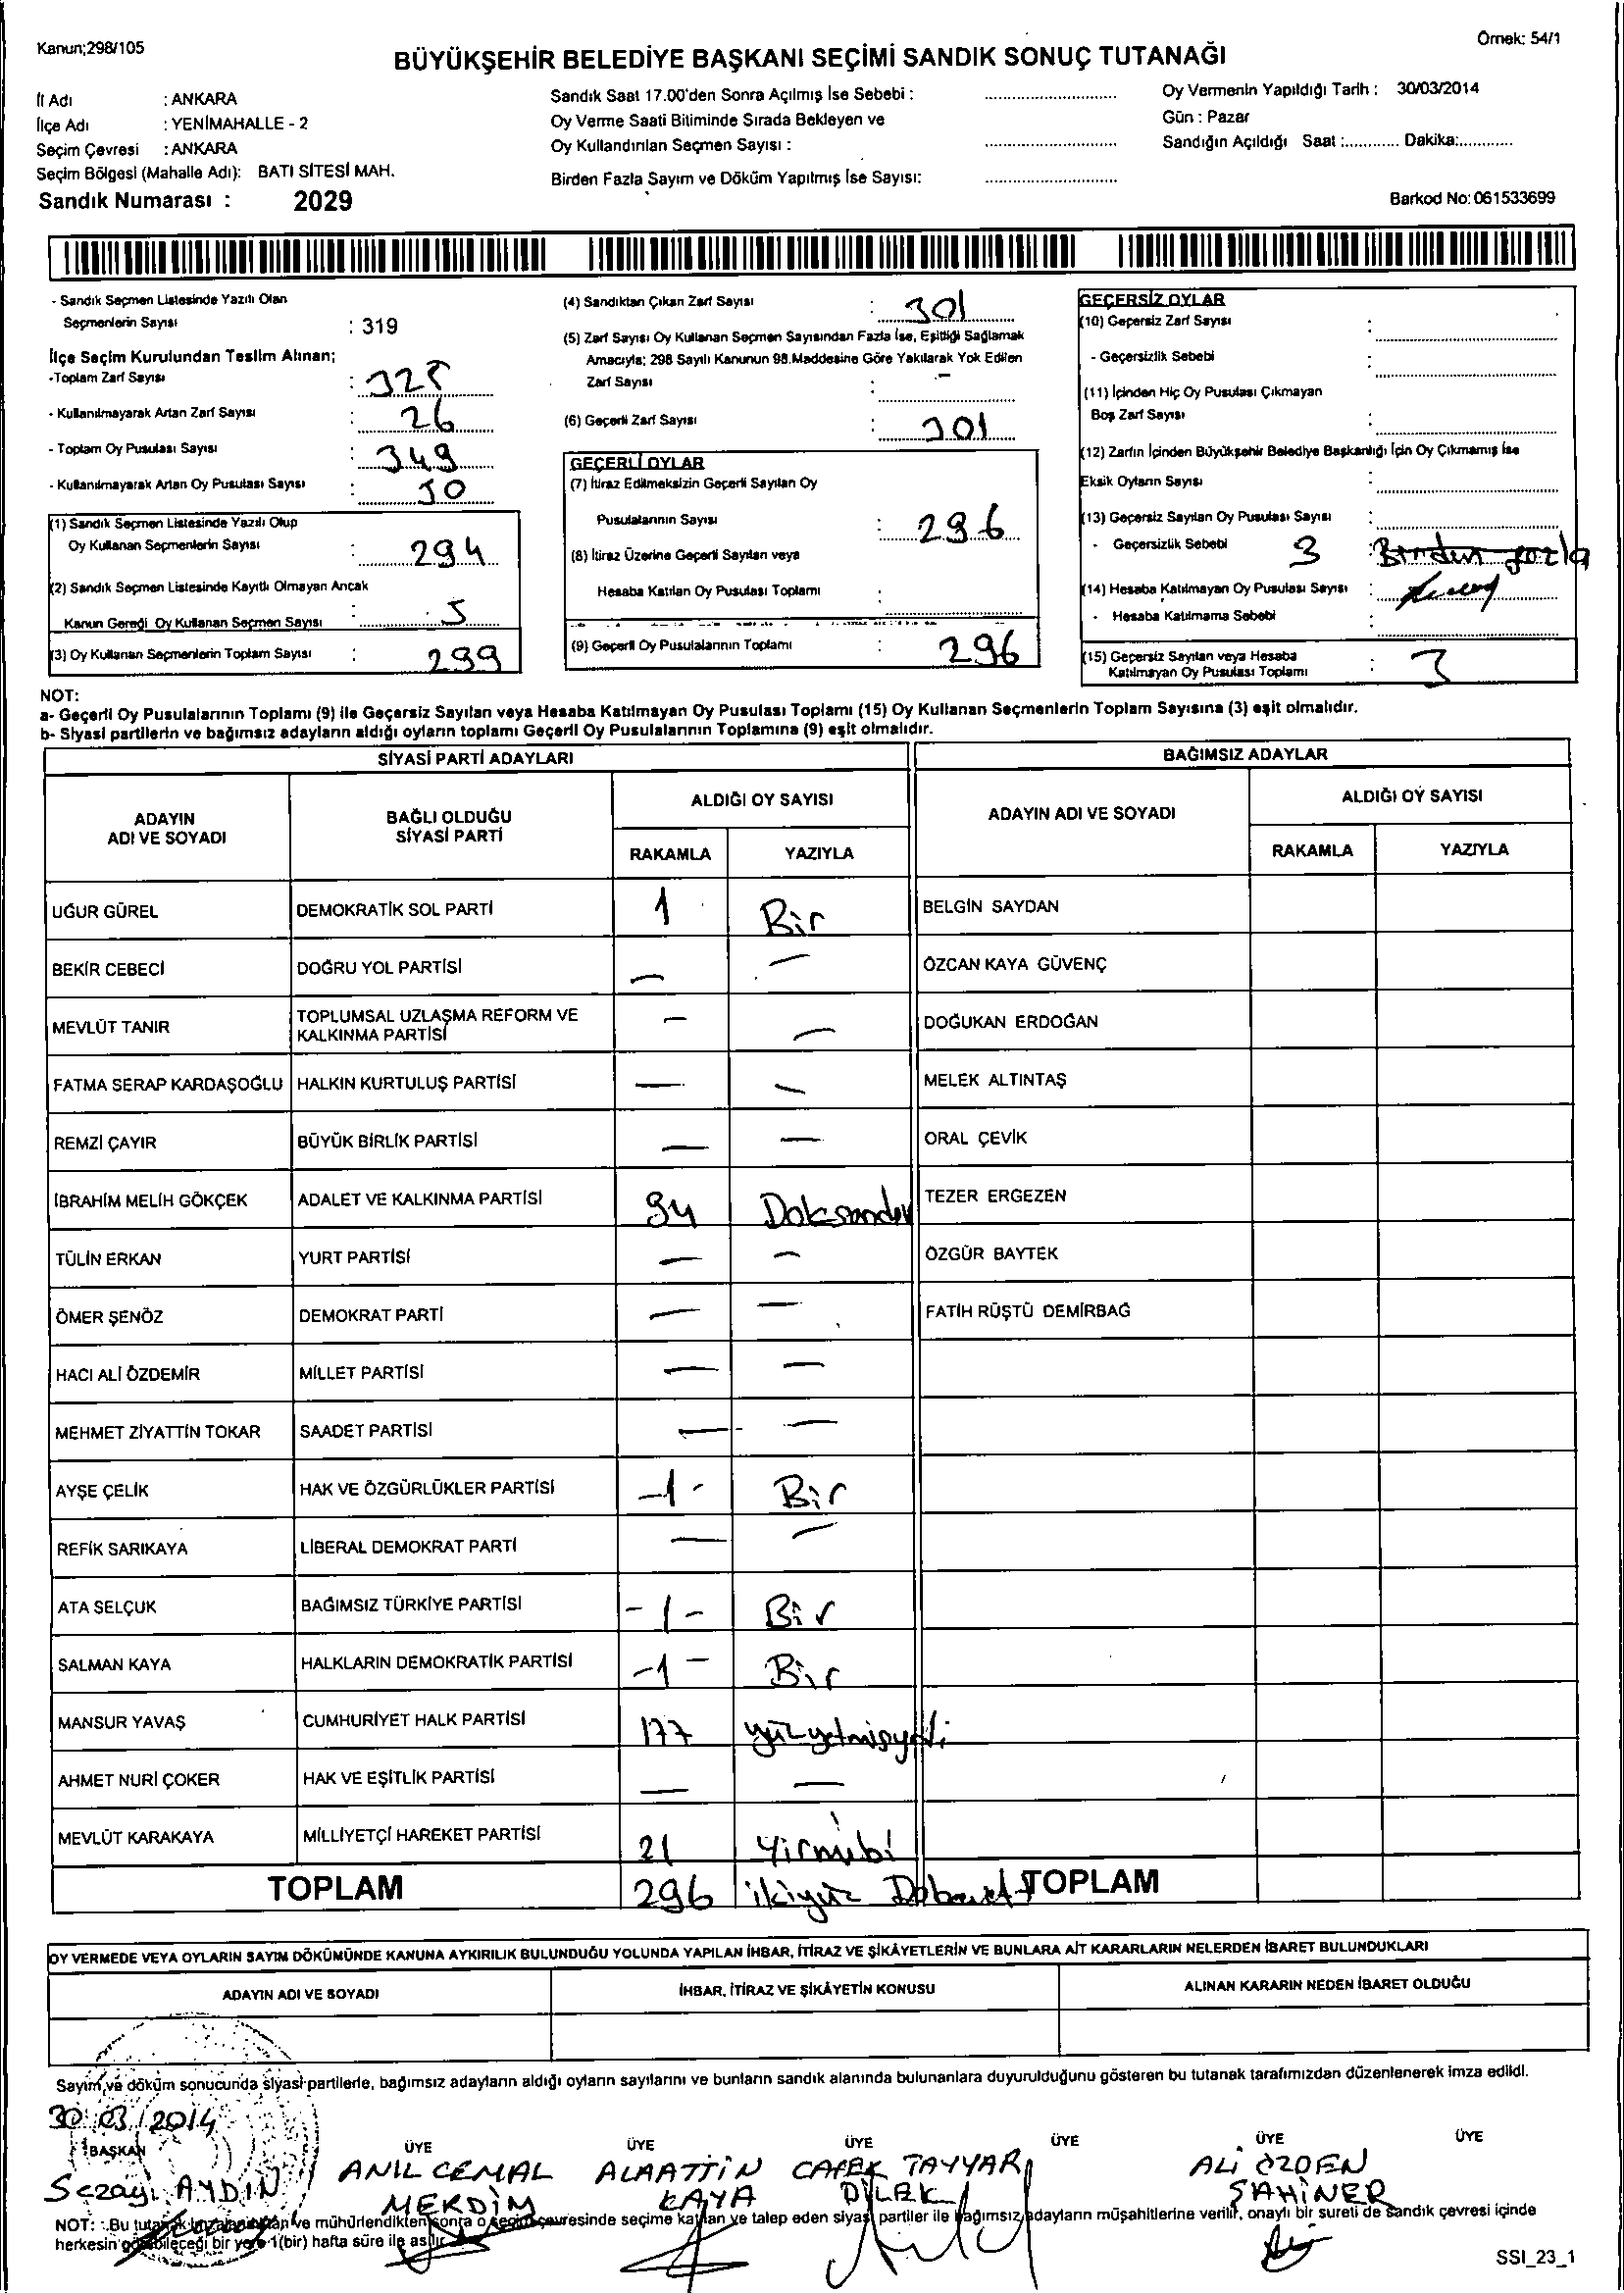 Kanun;298/105
Örnek: 54/1
BÜYÜKŞEHİR BELEDİYE BAŞKANI SEÇİMİ SANDIK SONUÇ TUTANAĞI
İl Adı : ANKARA
İlçe Adı : YENİMAHALLE - 2
Seçim Çevresi : ANKARA
Seçim Bölgesi (Mahalle Adı): BATI SİTESİ MAH.
Sandık Numarası : 2029
Sandık Saat 17.00'den Sonra Açılmış İse Sebebi :
Oy Verme Saati Bitiminde Sırada Bekleyen ve
Oy Kullandırılan Seçmen Sayısı :
Birden Fazla Sayım ve Döküm Yapılmış İse Sayısı:
Oy Vermenin Yapıldığı Tarih : 30/03/2014
Gün : Pazar
Sandığın Açıldığı Saat :............ Dakika:............
Barkod No: 061533699
- Sandık Seçmen Listesinde Yazılı Olan
Seçmenlerin Sayısı : 319
İlçe Seçim Kurulundan Teslim Alınan;
-Toplam Zarf Sayısı : 328
- Kullanılmayarak Artan Zarf Sayısı : 26
- Toplam Oy Pusulası Sayısı : 349
- Kullanılmayarak Artan Oy Pusulası Sayısı : 50
(1) Sandık Seçmen Listesinde Yazılı Olup
Oy Kullanan Seçmenlerin Sayısı : 294
(2) Sandık Seçmen Listesinde Kayıtlı Olmayan Ancak
Kanun Gereği Oy Kullanan Seçmen Sayısı : 5
(3) Oy Kullanan Seçmenlerin Toplam Sayısı : 299
(4) Sandıktan Çıkan Zarf Sayısı : 301
(5) Zarf Sayısı Oy Kullanan Seçmen Sayısından Fazla İse, Eşitliği Sağlamak
Amacıyla; 298 Sayılı Kanunun 98.Maddesine Göre Yakılarak Yok Edilen
Zarf Sayısı : -
(6) Geçerli Zarf Sayısı : 301
GEÇERLİ OYLAR
(7) İtiraz Edilmeksizin Geçerli Sayılan Oy
Pusulalarının Sayısı : 296
(8) İtiraz Üzerine Geçerli Sayılan veya
Hesaba Katılan Oy Pusulası Toplamı :
(9) Geçerli Oy Pusulalarının Toplamı : 296
GEÇERSİZ OYLAR
(10) Geçersiz Zarf Sayısı :
- Geçersizlik Sebebi :
(11) İçinden Hiç Oy Pusulası Çıkmayan
Boş Zarf Sayısı :
(12) Zarfın İçinden Büyükşehir Belediye Başkanlığı İçin Oy Çıkmamış İse
Eksik Oyların Sayısı :
(13) Geçersiz Sayılan Oy Pusulası Sayısı :
- Geçersizlik Sebebi 3 : Birden fazla
(14) Hesaba Katılmayan Oy Pusulası Sayısı :
- Hesaba Katılmama Sebebi :
(15) Geçersiz Sayılan veya Hesaba
Katılmayan Oy Pusulası Toplamı : 3
NOT:
a- Geçerli Oy Pusulalarının Toplamı (9) ile Geçersiz Sayılan veya Hesaba Katılmayan Oy Pusulası Toplamı (15) Oy Kullanan Seçmenlerin Toplam Sayısına (3) eşit olmalıdır.
b- Siyasi partilerin ve bağımsız adayların aldığı oyların toplamı Geçerli Oy Pusulalarının Toplamına (9) eşit olmalıdır.
SİYASİ PARTİ ADAYLARI BAĞIMSIZ ADAYLAR
ADAYIN ADI VE SOYADI BAĞLI OLDUĞU SİYASİ PARTİ ALDIĞI OY SAYISI ADAYIN ADI VE SOYADI ALDIĞI OY SAYISI
RAKAMLA YAZIYLA RAKAMLA YAZIYLA
UĞUR GÜREL DEMOKRATİK SOL PARTİ 1 Bir BELGİN SAYDAN
BEKİR CEBECİ DOĞRU YOL PARTİSİ — — ÖZCAN KAYA GÜVENÇ
MEVLÜT TANIR TOPLUMSAL UZLAŞMA REFORM VE KALKINMA PARTİSİ — — DOĞUKAN ERDOĞAN
FATMA SERAP KARDAŞOĞLU HALKIN KURTULUŞ PARTİSİ — — MELEK ALTINTAŞ
REMZİ ÇAYIR BÜYÜK BİRLİK PARTİSİ — — ORAL ÇEVİK
İBRAHİM MELİH GÖKÇEK ADALET VE KALKINMA PARTİSİ 94 Doksandör TEZER ERGEZEN
TÜLİN ERKAN YURT PARTİSİ — — ÖZGÜR BAYTEK
ÖMER ŞENÖZ DEMOKRAT PARTİ — — FATİH RÜŞTÜ DEMİRBAĞ
HACI ALİ ÖZDEMİR MİLLET PARTİSİ — —
MEHMET ZİYATTİN TOKAR SAADET PARTİSİ — —
AYŞE ÇELİK HAK VE ÖZGÜRLÜKLER PARTİSİ -1- Bir
REFİK SARIKAYA LİBERAL DEMOKRAT PARTİ — —
ATA SELÇUK BAĞIMSIZ TÜRKİYE PARTİSİ -1- Bir
SALMAN KAYA HALKLARIN DEMOKRATİK PARTİSİ -1- Bir
MANSUR YAVAŞ CUMHURİYET HALK PARTİSİ 177 yüzyetmişyedi
AHMET NURİ ÇOKER HAK VE EŞİTLİK PARTİSİ — —
MEVLÜT KARAKAYA MİLLİYETÇİ HAREKET PARTİSİ 21 Yirmibi
TOPLAM 296 ikiyüz TOPLAM
OY VERMEDE VEYA OYLARIN SAYIM DÖKÜMÜNDE KANUNA AYKIRILIK BULUNDUĞU YOLUNDA YAPILAN İHBAR, İTİRAZ VE ŞİKÂYETLERİN VE BUNLARA AİT KARARLARIN NELERDEN İBARET BULUNDUKLARI
ADAYIN ADI VE SOYADI İHBAR, İTİRAZ VE ŞİKÂYETİN KONUSU ALINAN KARARIN NEDEN İBARET OLDUĞU
Sayım ve döküm sonucunda siyasi partilerle, bağımsız adayların aldığı oyların sayılarını ve bunların sandık alanında bulunanlara duyurulduğunu gösteren bu tutanak tarafımızdan düzenlenerek imza edildi.
30/03/2014
BAŞKAN ÜYE ÜYE ÜYE ÜYE ÜYE ÜYE
Sezayi AYDIN ANIL CEMAL MERDİM ALAATTİN KAYA CAFER TAYYAR DİLEK ALİ ÖZDEN ŞAHİNER
NOT: Bu tutanak imzalandıktan ve mühürlendikten sonra o seçim çevresinde seçime katılan ve talep eden siyasi partiler ile bağımsız adayların müşahitlerine verilir, onaylı bir sureti de sandık çevresi içinde
herkesin görebileceği bir yere 1(bir) hafta süre ile asılır.
SSI_23_1